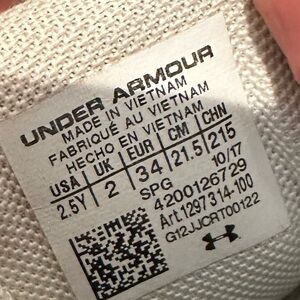 UNDER ARMOUR
MADE IN VIETNAM
FABRIQUÉ AU VIETNAM
HECHO EN VIETNAM
USA UK EUR CM CHN
2.5Y 2 34 21.5 215
SPG 10/17
4200126729
Art.1297314-100
G12JJCRT00122